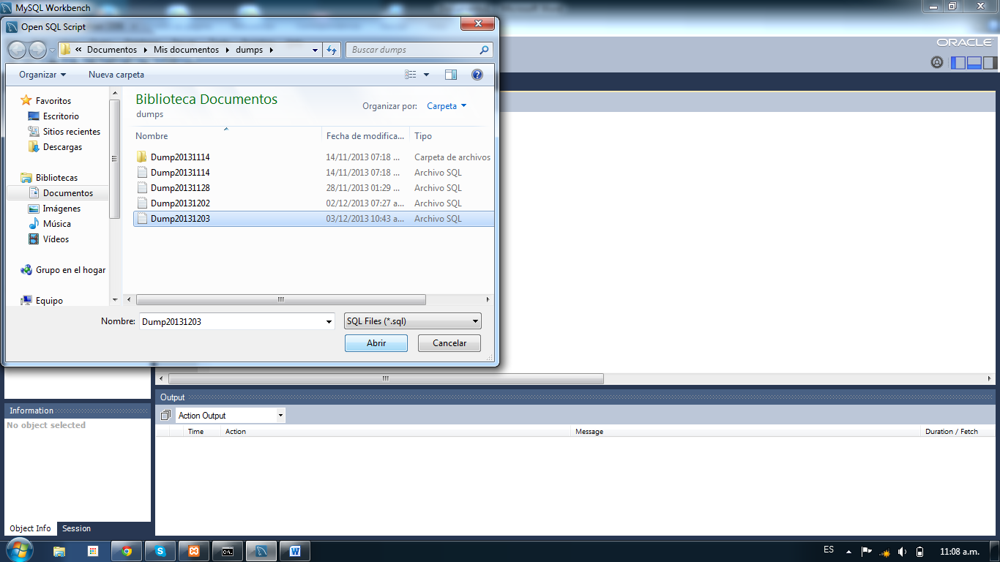 MySQL Workbench
Open SQL Script
« Documentos Mis documentos dumps
Buscar dumps
ORACLE
Organizar
Nueva carpeta
Favoritos
Escritorio
Sitios recientes
Descargas
Bibliotecas
Documentos
Imágenes
Música
Vídeos
Grupo en el hogar
Equipo
Biblioteca Documentos
dumps
Organizar por: Carpeta
Nombre Fecha de modifica... Tipo
Dump20131114 14/11/2013 07:18 ... Carpeta de archivos
Dump20131114 14/11/2013 07:18 ... Archivo SQL
Dump20131128 28/11/2013 01:29 ... Archivo SQL
Dump20131202 02/12/2013 07:27 a... Archivo SQL
Dump20131203 03/12/2013 10:43 a... Archivo SQL
Nombre: Dump20131203
SQL Files (*.sql)
Abrir Cancelar
Information
No object selected
Object Info Session
Output
Action Output
Time Action Message Duration / Fetch
ES
11:08 a.m.